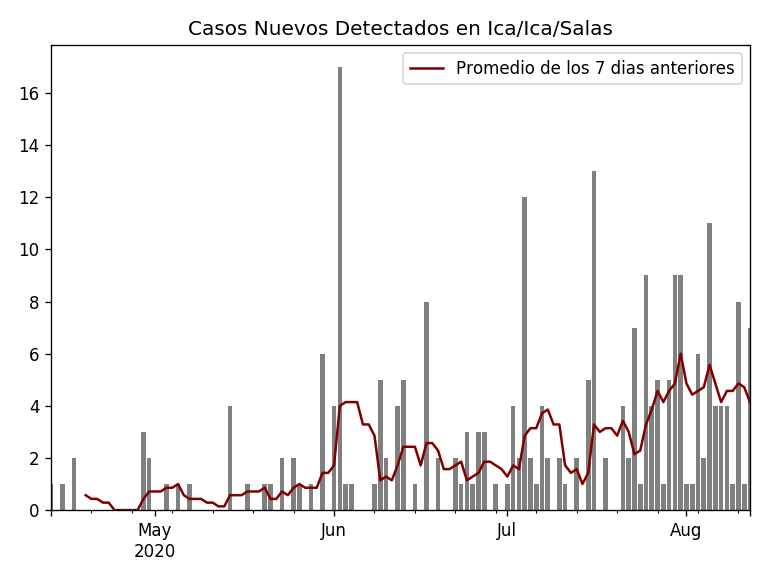 Casos Nuevos Detectados en Ica/Ica/Salas
Promedio de los 7 dias anteriores
16
14
12
10
8
6
4
2
0
May
2020
Jun
Jul
Aug